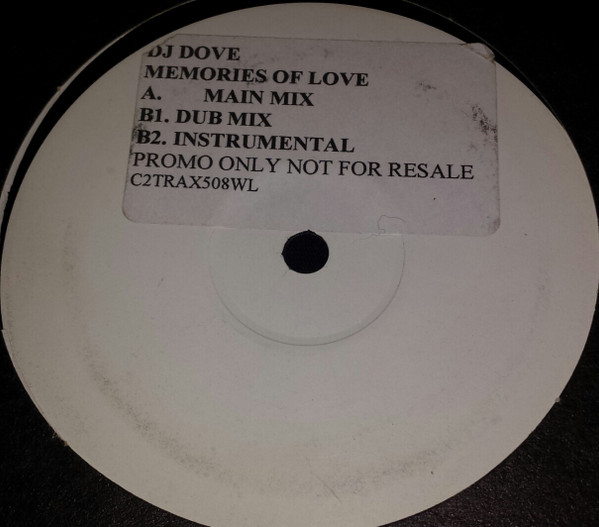 DJ DOVE
MEMORIES OF LOVE
A. MAIN MIX
B1. DUB MIX
B2. INSTRUMENTAL
PROMO ONLY NOT FOR RESALE
C2TRAX508WL